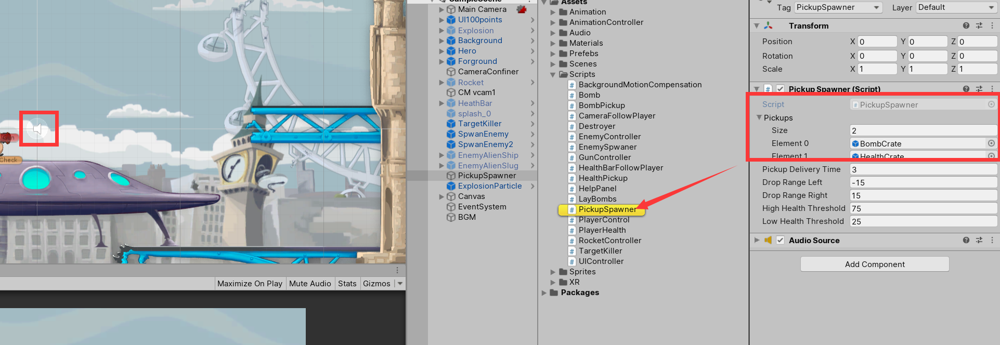 Gun
Check
Maximize On Play
Mute Audio
Stats
Gizmos
SampleScene
Main Camera
UI100points
Explosion
Background
Hero
Forground
CameraConfiner
Rocket
CM vcam1
HeathBar
splash_0
TargetKiller
SpwanEnemy
SpwanEnemy2
EnemyAlienShip
EnemyAlienSlug
PickupSpawner
ExplosionParticle
Canvas
EventSystem
BGM
Assets
Animation
AnimationController
Audio
Materials
Prefebs
Scenes
Scripts
BackgroundMotionCompensation
Bomb
BombPickup
CameraFollowPlayer
Destroyer
EnemyController
EnemySpwaner
GunController
HealthBarFollowPlayer
HealthPickup
HelpPanel
LayBombs
PickupSpawner
PlayerControl
PlayerHealth
RocketController
TargetKiller
UIController
Sprites
XR
Packages
Tag PickupSpawner Layer Default
Transform
Position X 0 Y 0 Z 0
Rotation X 0 Y 0 Z 0
Scale X 1 Y 1 Z 1
Pickup Spawner (Script)
Script PickupSpawner
Pickups
Size 2
Element 0 BombCrate
Element 1 HealthCrate
Pickup Delivery Time 3
Drop Range Left -15
Drop Range Right 15
High Health Threshold 75
Low Health Threshold 25
Audio Source
Add Component